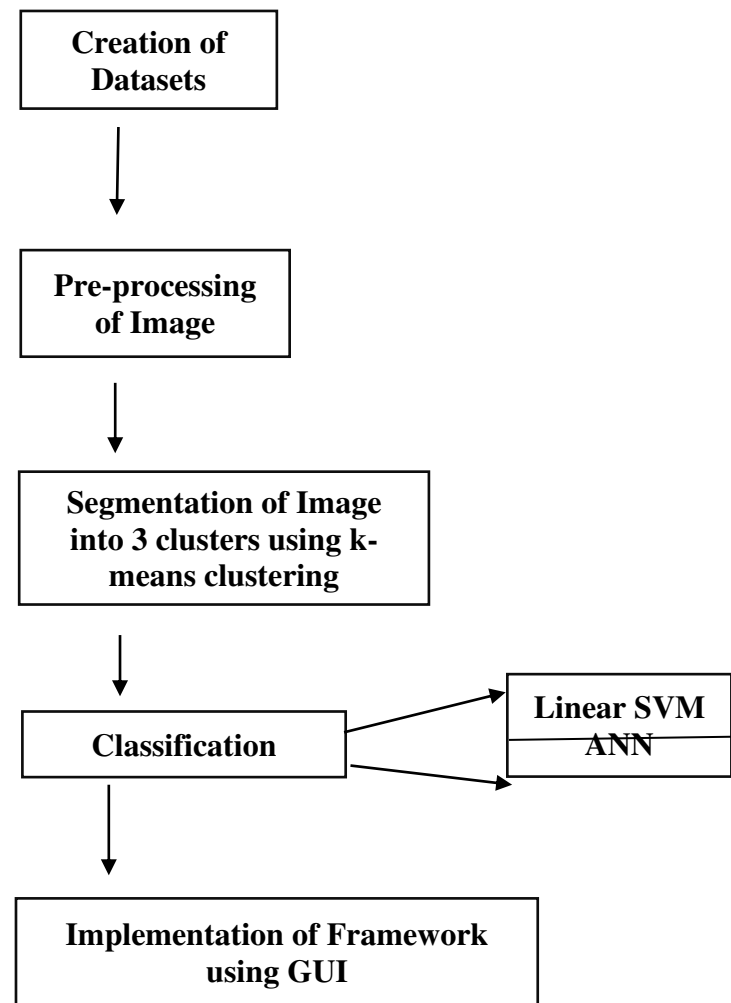 Creation of
Datasets
Pre-processing
of Image
Segmentation of Image
into 3 clusters using k-
means clustering
Classification
Linear SVM
ANN
Implementation of Framework
using GUI